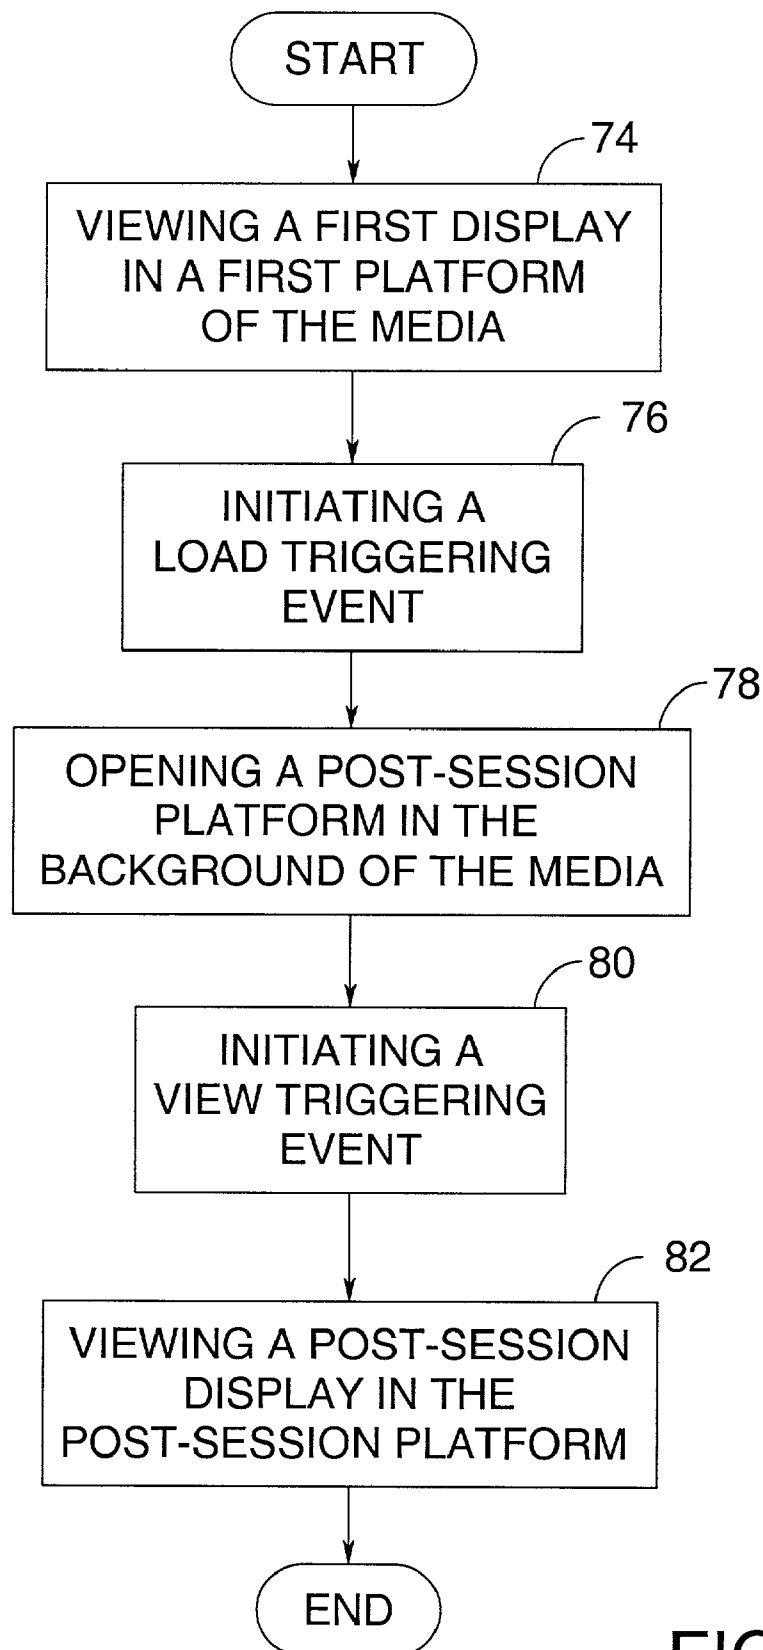 START
74
VIEWING A FIRST DISPLAY
IN A FIRST PLATFORM
OF THE MEDIA
76
INITIATING A
LOAD TRIGGERING
EVENT
78
OPENING A POST-SESSION
PLATFORM IN THE
BACKGROUND OF THE MEDIA
80
INITIATING A
VIEW TRIGGERING
EVENT
82
VIEWING A POST-SESSION
DISPLAY IN THE
POST-SESSION PLATFORM
END